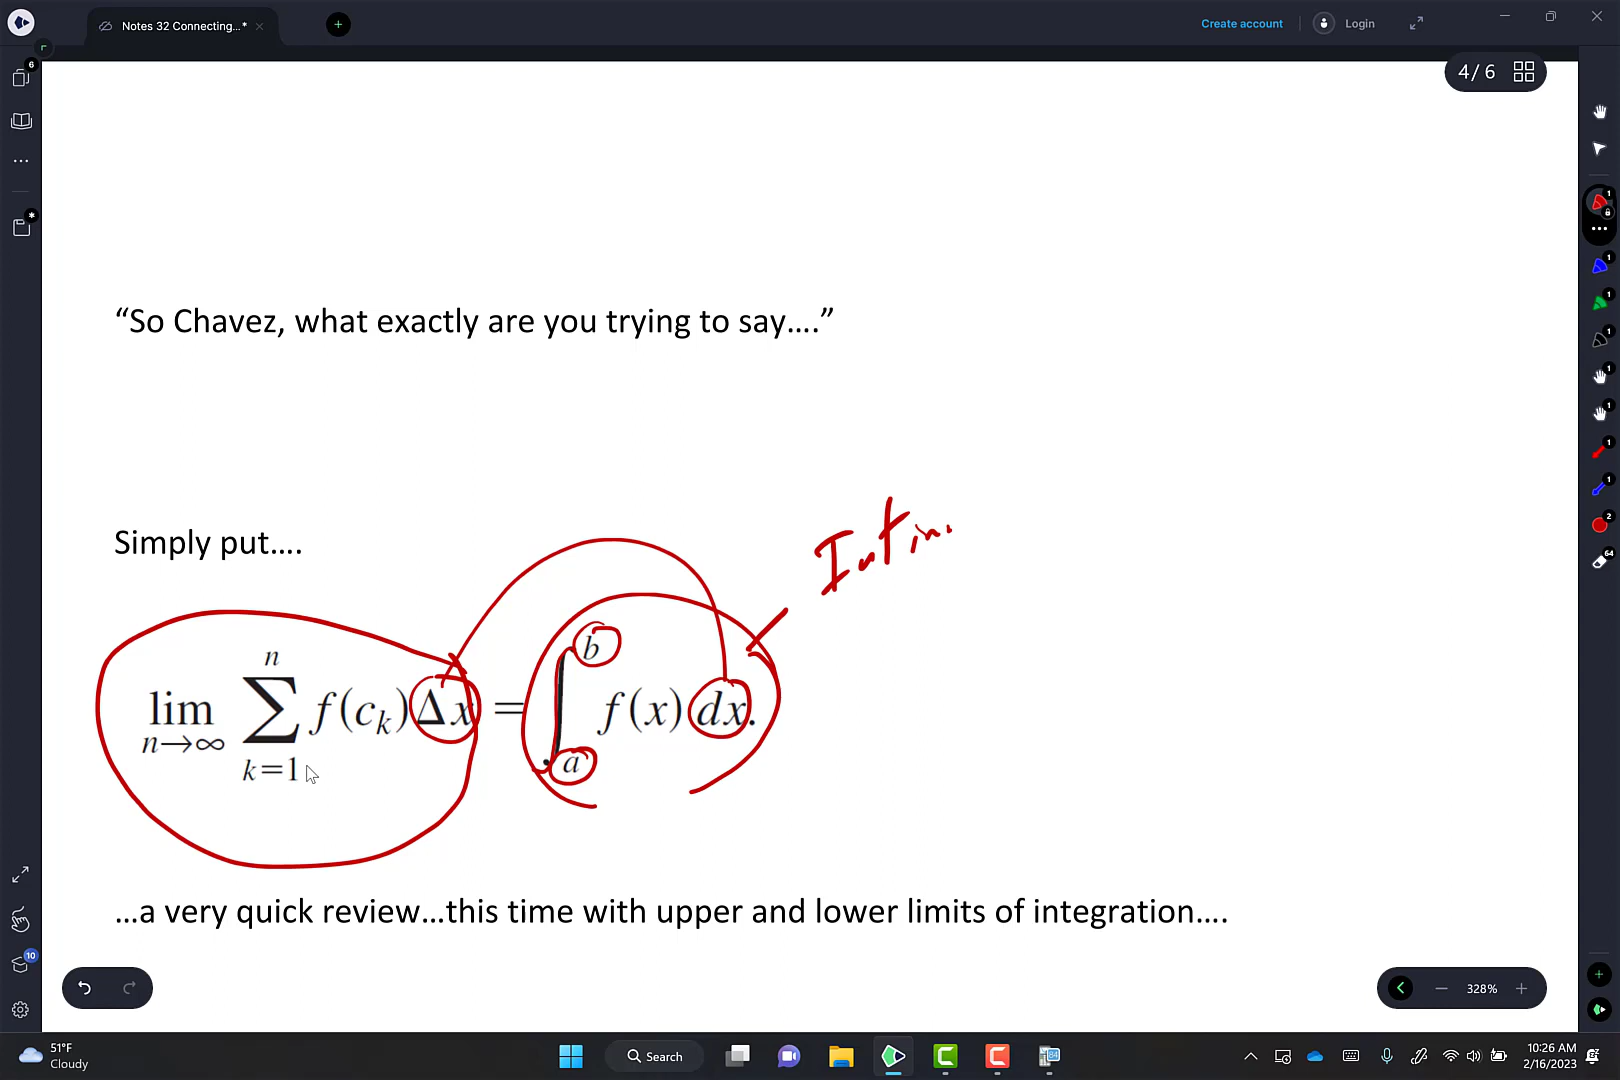 Notes 32 Connecting...*
Create account
Login
4 / 6
“So Chavez, what exactly are you trying to say....”
Simply put....
lim n→∞ ∑ k=1 n f(c_k) Δx = ∫ a b f(x) dx.
...a very quick review...this time with upper and lower limits of integration....
328%
51°F
Cloudy
Search
10:26 AM
2/16/2023